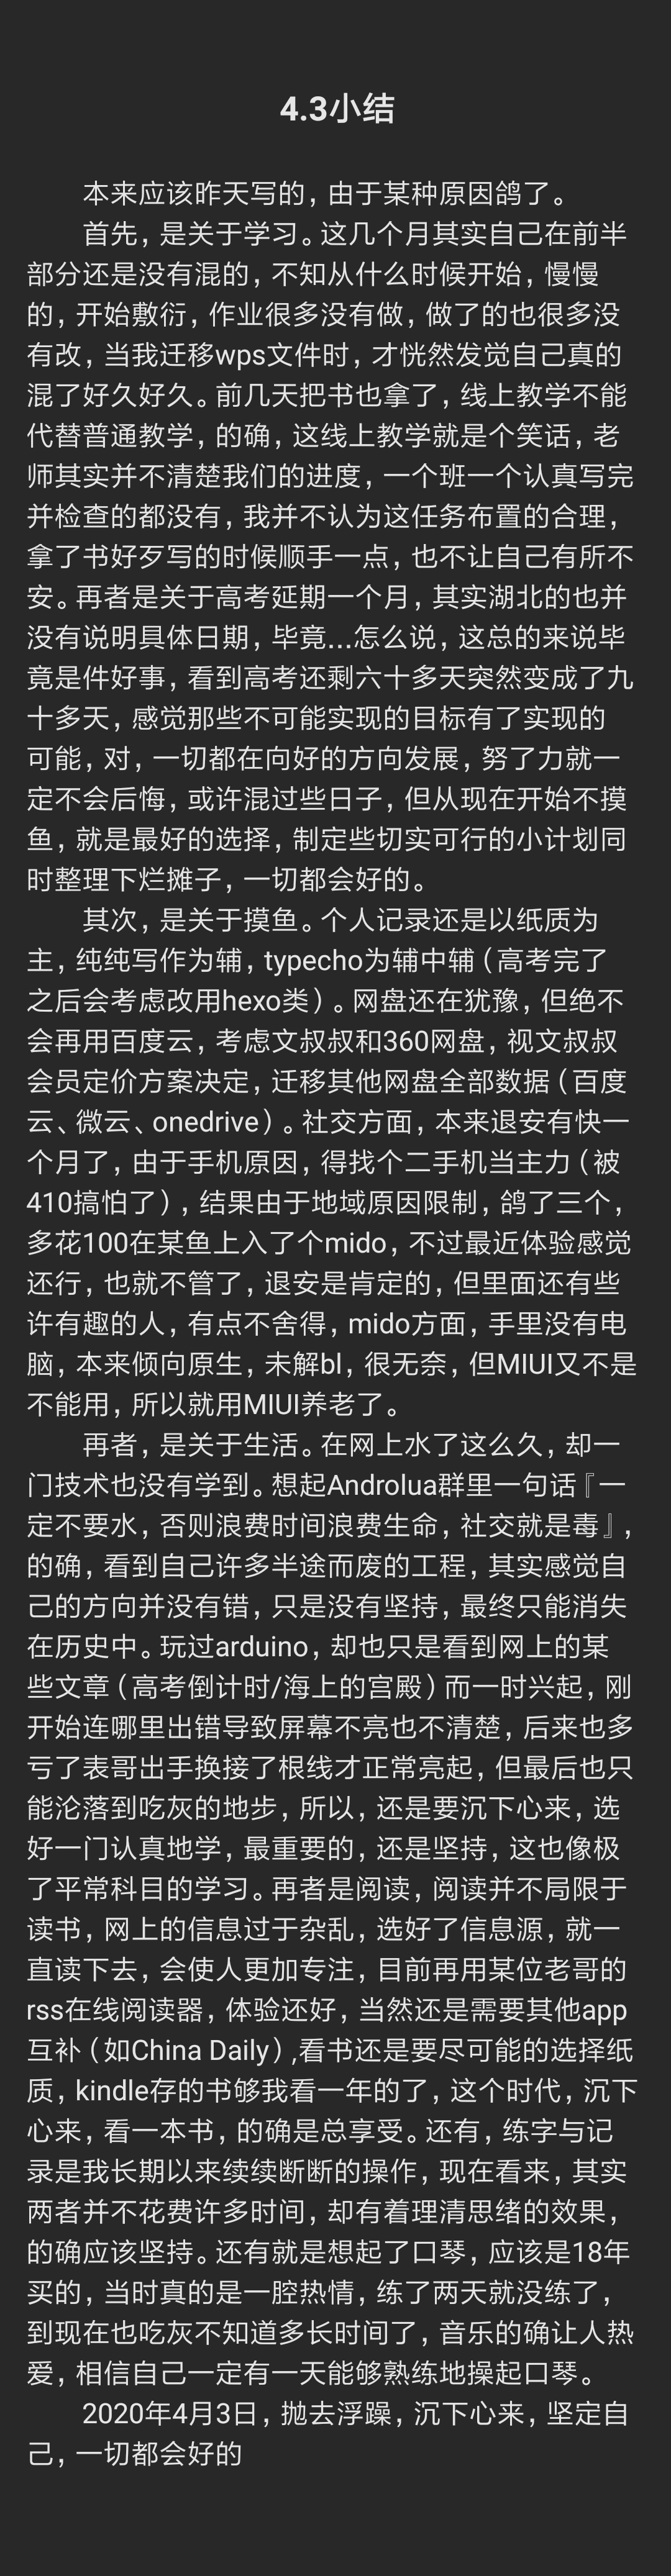 4.3小结
本来应该昨天写的，由于某种原因鸽了。
首先，是关于学习。这几个月其实自己在前半
部分还是没有混的，不知从什么时候开始，慢慢
的，开始敷衍，作业很多没有做，做了的也很多没
有改，当我迁移wps文件时，才恍然发觉自己真的
混了好久好久。前几天把书也拿了，线上教学不能
代替普通教学，的确，这线上教学就是个笑话，老
师其实并不清楚我们的进度，一个班一个认真写完
并检查的都没有，我并不认为这任务布置的合理，
拿了书好歹写的时候顺手一点，也不让自己有所不
安。再者是关于高考延期一个月，其实湖北的也并
没有说明具体日期，毕竟...怎么说，这总的来说毕
竟是件好事，看到高考还剩六十多天突然变成了九
十多天，感觉那些不可能实现的目标有了实现的
可能，对，一切都在向好的方向发展，努了力就一
定不会后悔，或许混过些日子，但从现在开始不摸
鱼，就是最好的选择，制定些切实可行的小计划同
时整理下烂摊子，一切都会好的。
其次，是关于摸鱼。个人记录还是以纸质为
主，纯纯写作为辅，typecho为辅中辅（高考完了
之后会考虑改用hexo类）。网盘还在犹豫，但绝不
会再用百度云，考虑文叔叔和360网盘，视文叔叔
会员定价方案决定，迁移其他网盘全部数据（百度
云、微云、onedrive）。社交方面，本来退安有快一
个月了，由于手机原因，得找个二手机当主力（被
410搞怕了），结果由于地域原因限制，鸽了三个，
多花100在某鱼上入了个mido，不过最近体验感觉
还行，也就不管了，退安是肯定的，但里面还有些
许有趣的人，有点不舍得，mido方面，手里没有电
脑，本来倾向原生，未解bl，很无奈，但MIUI又不是
不能用，所以就用MIUI养老了。
再者，是关于生活。在网上水了这么久，却一
门技术也没有学到。想起Androlua群里一句话『一
定不要水，否则浪费时间浪费生命，社交就是毒』，
的确，看到自己许多半途而废的工程，其实感觉自
己的方向并没有错，只是没有坚持，最终只能消失
在历史中。玩过arduino，却也只是看到网上的某
些文章（高考倒计时/海上的宫殿）而一时兴起，刚
开始连哪里出错导致屏幕不亮也不清楚，后来也多
亏了表哥出手换接了根线才正常亮起，但最后也只
能沦落到吃灰的地步，所以，还是要沉下心来，选
好一门认真地学，最重要的，还是坚持，这也像极
了平常科目的学习。再者是阅读，阅读并不局限于
读书，网上的信息过于杂乱，选好了信息源，就一
直读下去，会使人更加专注，目前再用某位老哥的
rss在线阅读器，体验还好，当然还是需要其他app
互补（如China Daily）,看书还是要尽可能的选择纸
质，kindle存的书够我看一年的了，这个时代，沉下
心来，看一本书，的确是总享受。还有，练字与记
录是我长期以来续续断断的操作，现在看来，其实
两者并不花费许多时间，却有着理清思绪的效果，
的确应该坚持。还有就是想起了口琴，应该是18年
买的，当时真的是一腔热情，练了两天就没练了，
到现在也吃灰不知道多长时间了，音乐的确让人热
爱，相信自己一定有一天能够熟练地操起口琴。
2020年4月3日，抛去浮躁，沉下心来，坚定自
己，一切都会好的